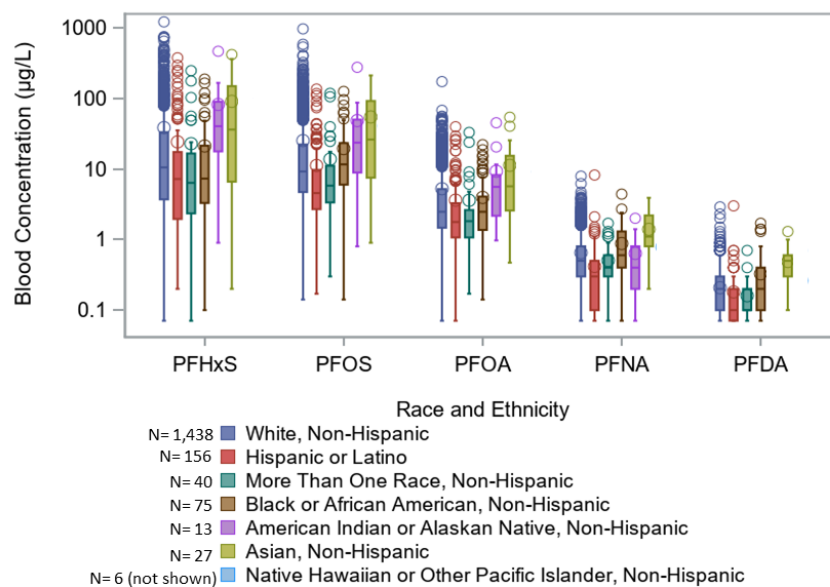 1000
100
10
1
0.1
Blood Concentration (µg/L)
PFHxS PFOS PFOA PFNA PFDA
Race and Ethnicity
N= 1,438 White, Non-Hispanic
N= 156 Hispanic or Latino
N= 40 More Than One Race, Non-Hispanic
N= 75 Black or African American, Non-Hispanic
N= 13 American Indian or Alaskan Native, Non-Hispanic
N= 27 Asian, Non-Hispanic
N= 6 (not shown) Native Hawaiian or Other Pacific Islander, Non-Hispanic